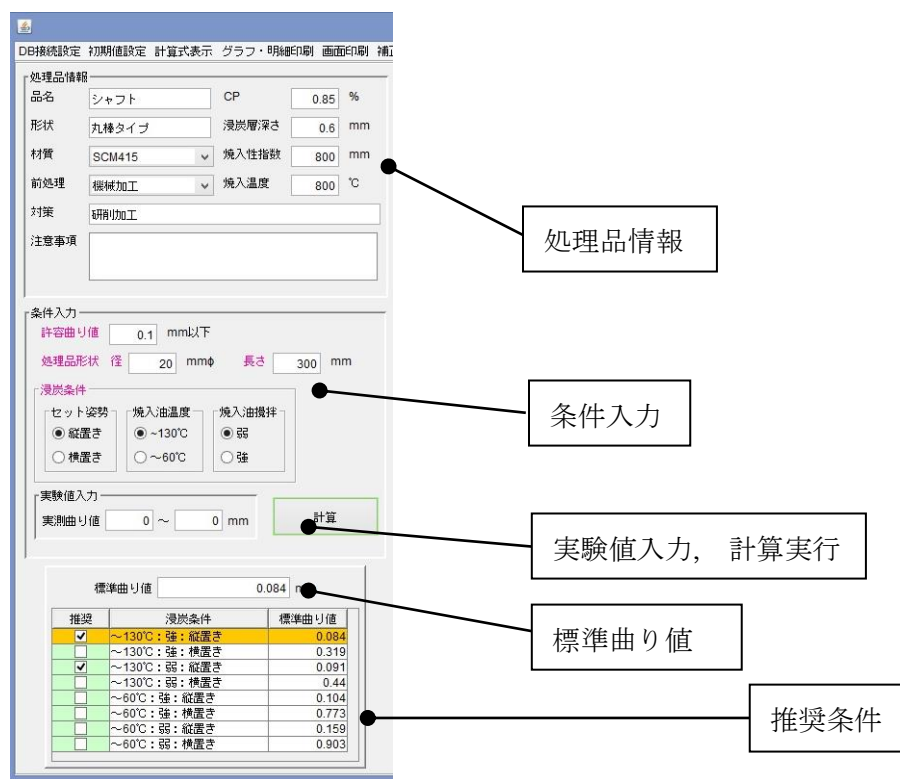 DB接続設定 初期値設定 計算式表示 グラフ・明細印刷 画面印刷 補正
処理品情報
品名 シャフト CP 0.85 %
形状 丸棒タイプ 浸炭層深さ 0.6 mm
材質 SCM415 焼入性指数 800 mm
前処理 機械加工 焼入温度 800 ℃
対策 研削加工
注意事項
処理品情報
条件入力
許容曲り値 0.1 mm以下
処理品形状 径 20 mmφ 長さ 300 mm
浸炭条件
セット姿勢 焼入油温度 焼入油攪拌
縦置き ~130℃ 弱
横置き ～60℃ 強
条件入力
実験値入力
実測曲り値 0 ～ 0 mm 計算
実験値入力, 計算実行
標準曲り値 0.084
標準曲り値
推奨 浸炭条件 標準曲り値
～130℃：強：縦置き 0.084
～130℃：強：横置き 0.319
～130℃：弱：縦置き 0.091
～130℃：弱：横置き 0.44
～60℃：強：縦置き 0.104
～60℃：強：横置き 0.773
～60℃：弱：縦置き 0.159
～60℃：弱：横置き 0.903
推奨条件